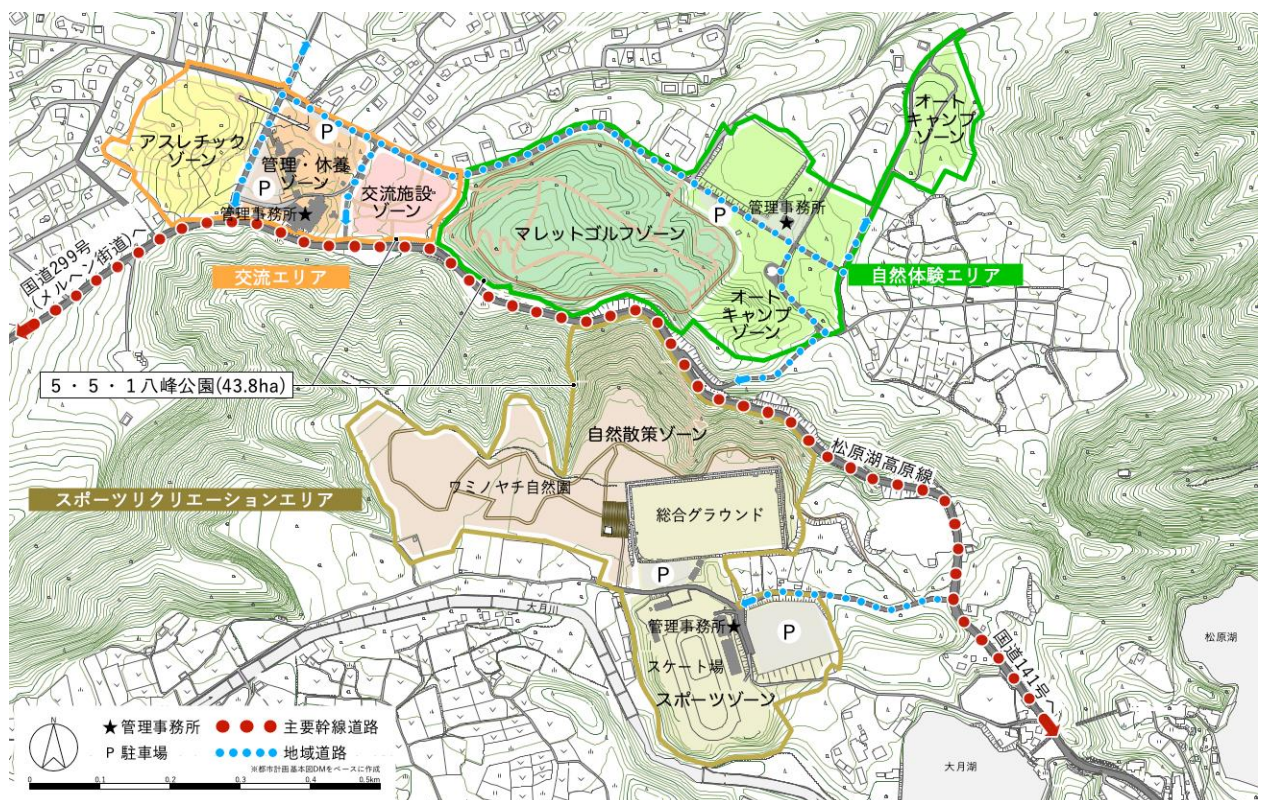 オート
キャンプ
ゾーン
アスレチック
ゾーン
P
管理・休養
ゾーン
P
交流施設
ゾーン
管理事務所★
P
管理事務所
★
マレットゴルフゾーン
国道299号
(メルヘン街道)へ
交流エリア
自然体験エリア
オート
キャンプ
ゾーン
5・5・1八峰公園(43.8ha)
自然散策ゾーン
松原湖高原線
スポーツリクリエーションエリア
ワミノヤチ自然園
総合グラウンド
P
大月川
管理事務所★
P
松原湖
スケート場
国道141号へ
スポーツゾーン
大月湖
N
★管理事務所
主要幹線道路
P 駐車場
地域道路
※都市計画基本図DMをベースに作成
0 0.1 0.2 0.3 0.4 0.5km